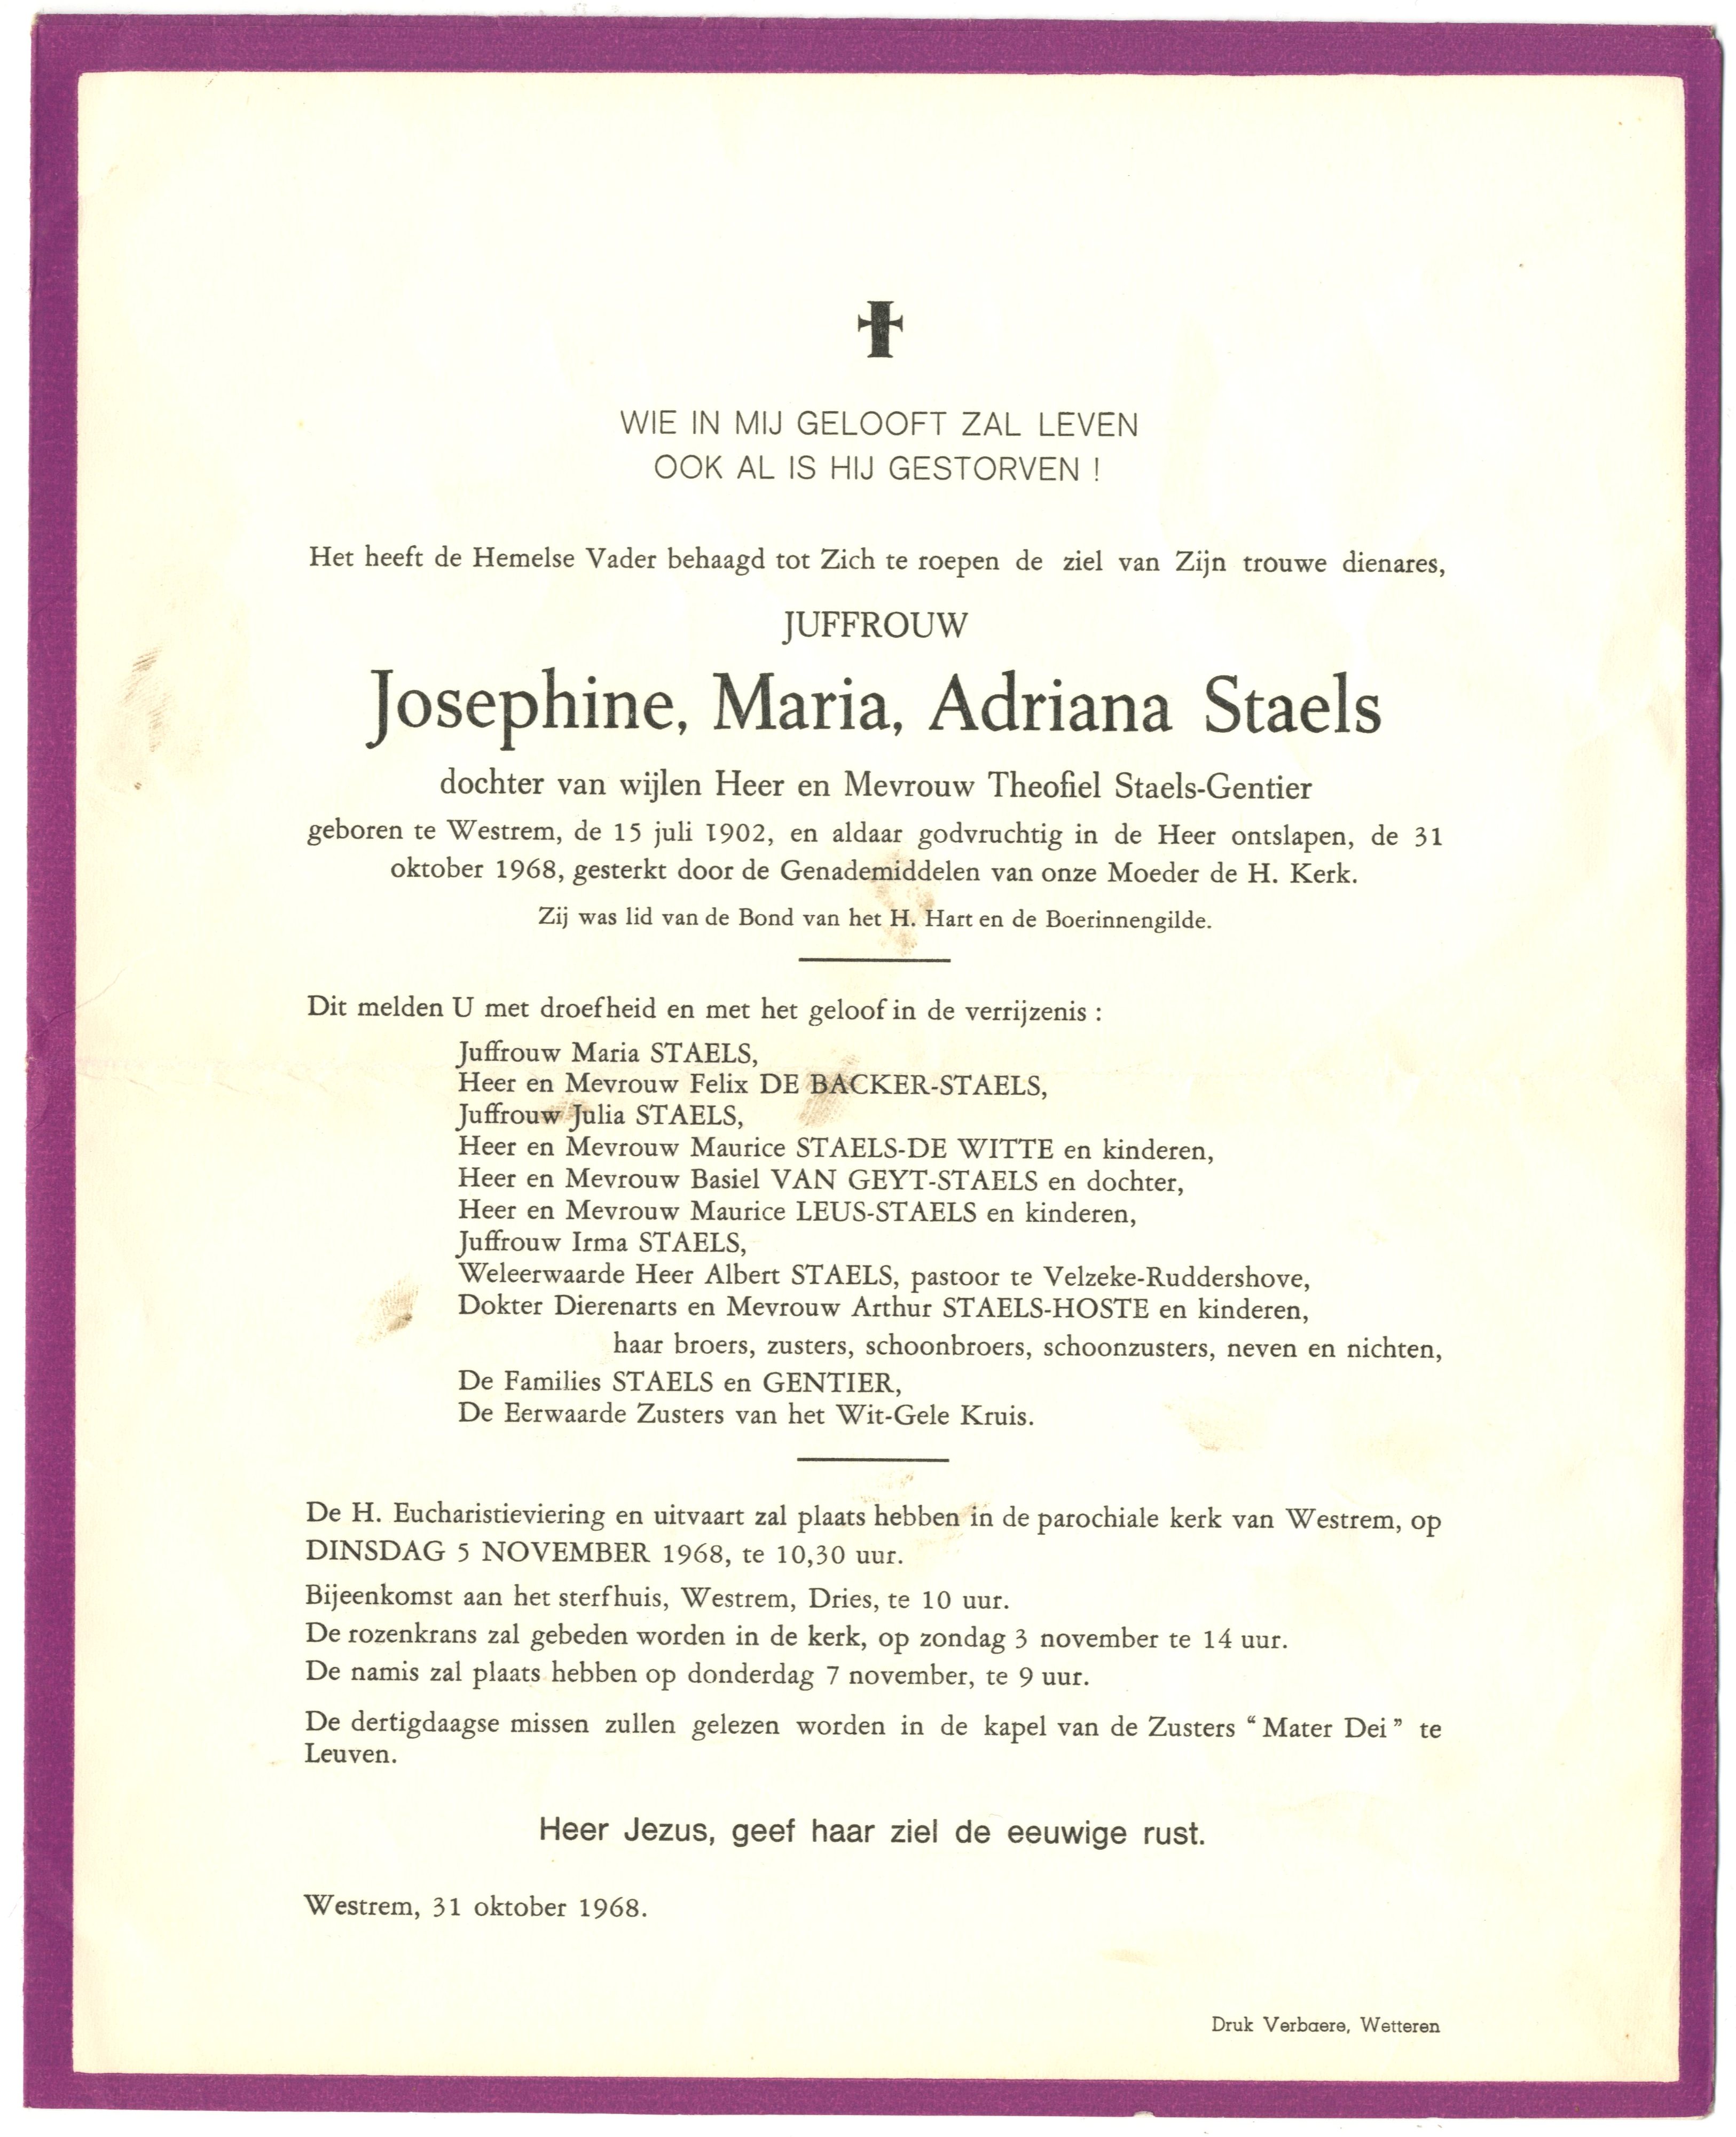 WIE IN MIJ GELOOFT ZAL LEVEN
OOK AL IS HIJ GESTORVEN !
Het heeft de Hemelse Vader behaagd tot Zich te roepen de ziel van Zijn trouwe dienares,
JUFFROUW
Josephine, Maria, Adriana Staels
dochter van wijlen Heer en Mevrouw Theofiel Staels-Gentier
geboren te Westrem, de 15 juli 1902, en aldaar godvruchtig in de Heer ontslapen, de 31
oktober 1968, gesterkt door de Genademiddelen van onze Moeder de H. Kerk.
Zij was lid van de Bond van het H. Hart en de Boerinnengilde.
Dit melden U met droefheid en met het geloof in de verrijzenis :
Juffrouw Maria STAELS,
Heer en Mevrouw Felix DE BACKER-STAELS,
Juffrouw Julia STAELS,
Heer en Mevrouw Maurice STAELS-DE WITTE en kinderen,
Heer en Mevrouw Basiel VAN GEYT-STAELS en dochter,
Heer en Mevrouw Maurice LEUS-STAELS en kinderen,
Juffrouw Irma STAELS,
Weleerwaarde Heer Albert STAELS, pastoor te Velzeke-Ruddershove,
Dokter Dierenarts en Mevrouw Arthur STAELS-HOSTE en kinderen,
haar broers, zusters, schoonbroers, schoonzusters, neven en nichten,
De Families STAELS en GENTIER,
De Eerwaarde Zusters van het Wit-Gele Kruis.
De H. Eucharistieviering en uitvaart zal plaats hebben in de parochiale kerk van Westrem, op
DINSDAG 5 NOVEMBER 1968, te 10,30 uur.
Bijeenkomst aan het sterfhuis, Westrem, Dries, te 10 uur.
De rozenkrans zal gebeden worden in de kerk, op zondag 3 november te 14 uur.
De namis zal plaats hebben op donderdag 7 november, te 9 uur.
De dertigdaagse missen zullen gelezen worden in de kapel van de Zusters “ Mater Dei ” te
Leuven.
Heer Jezus, geef haar ziel de eeuwige rust.
Westrem, 31 oktober 1968.
Druk Verbaere, Wetteren